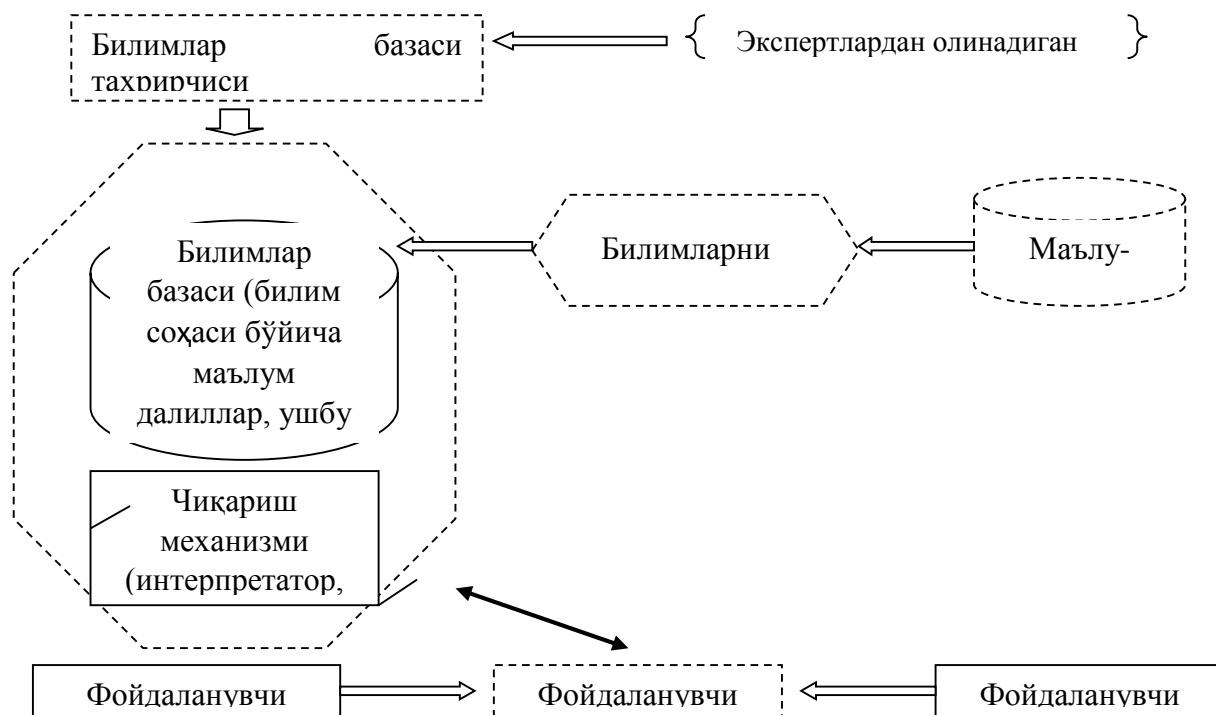 Билимлар базаси
тахрирчиси
Экспертлардан олинадиган
Билимлар
базаси (билим
соҳаси бўйича
маълум
далиллар, ушбу
Билимларни
Маълу-
Чиқариш
механизми
(интерпретатор,
Фойдаланувчи
Фойдаланувчи
Фойдаланувчи